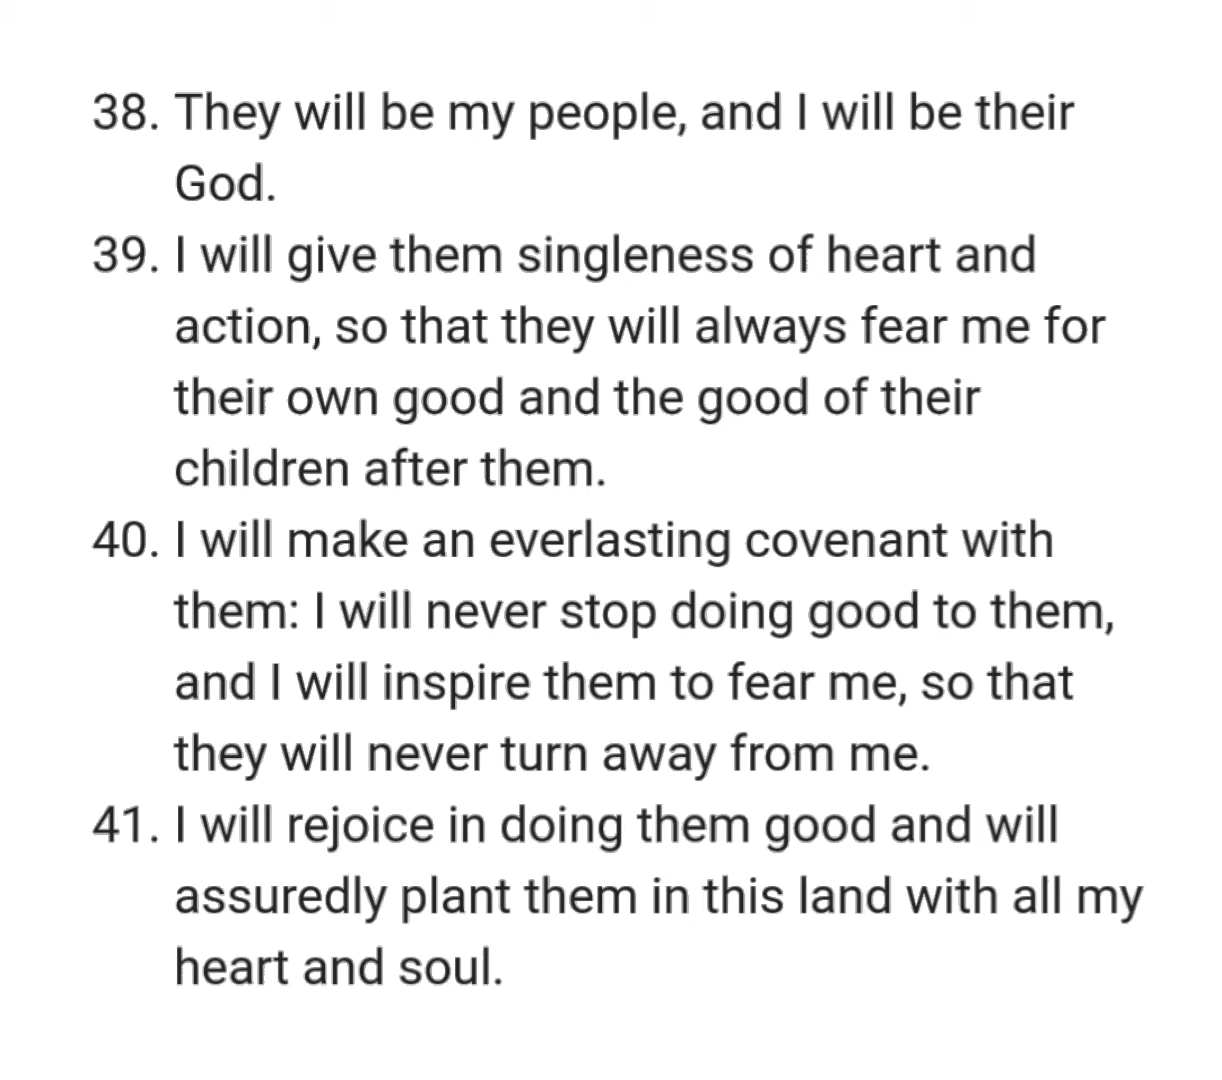 38. They will be my people, and I will be their
God.
39. I will give them singleness of heart and
action, so that they will always fear me for
their own good and the good of their
children after them.
40. I will make an everlasting covenant with
them: I will never stop doing good to them,
and I will inspire them to fear me, so that
they will never turn away from me.
41. I will rejoice in doing them good and will
assuredly plant them in this land with all my
heart and soul.